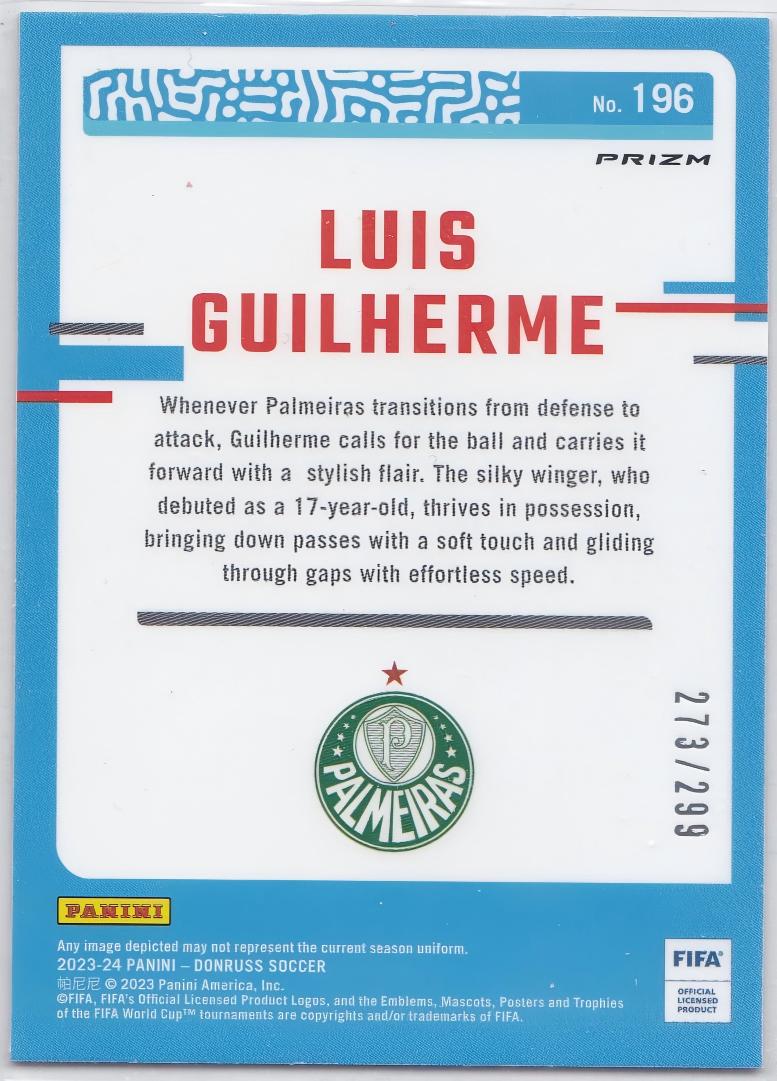 No. 196
PRIZM
LUIS
GUILHERME
Whenever Palmeiras transitions from defense to
attack, Guilherme calls for the ball and carries it
forward with a stylish flair. The silky winger, who
debuted as a 17-year-old, thrives in possession,
bringing down passes with a soft touch and gliding
through gaps with effortless speed.
P
PALMEIRAS
273/299
PANINI
Any image depicted may not represent the current season uniform.
2023-24 PANINI – DONRUSS SOCCER
帕尼尼 © 2023 Panini America, Inc.
©FIFA, FIFA's Official Licensed Product Logos, and the Emblems, Mascots, Posters and Trophies
of the FIFA World Cup™ tournaments are copyrights and/or trademarks of FIFA.
FIFA®
OFFICIAL
LICENSED
PRODUCT